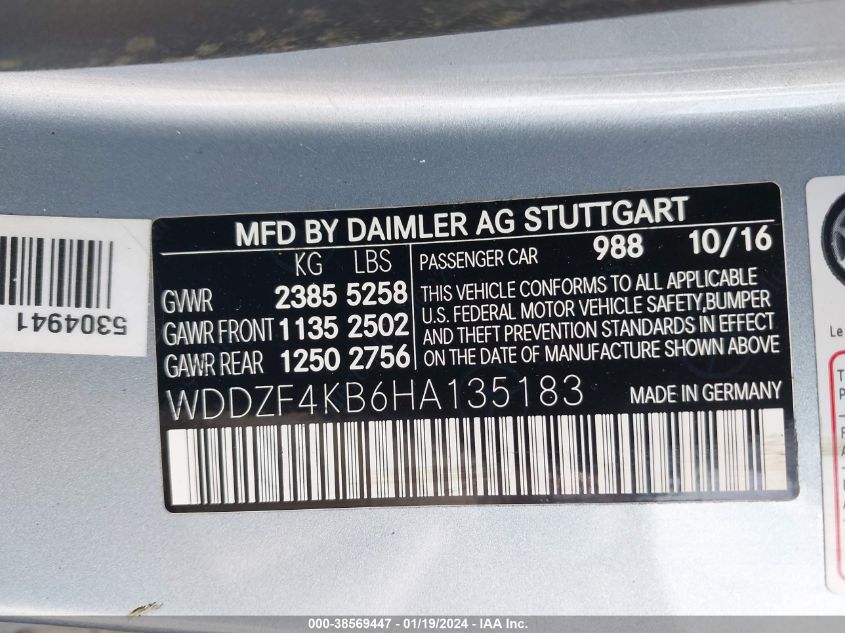 MFD BY DAIMLER AG STUTTGART
KG LBS
GVWR 2385 5258
GAWR FRONT 1135 2502
GAWR REAR 1250 2756
PASSENGER CAR 988 10/16
THIS VEHICLE CONFORMS TO ALL APPLICABLE
U.S. FEDERAL MOTOR VEHICLE SAFETY,BUMPER
AND THEFT PREVENTION STANDARDS IN EFFECT
ON THE DATE OF MANUFACTURE SHOWN ABOVE
WDDZF4KB6HA135183 MADE IN GERMANY
5304941
Le
000-38569447 - 01/19/2024 - IAA Inc.